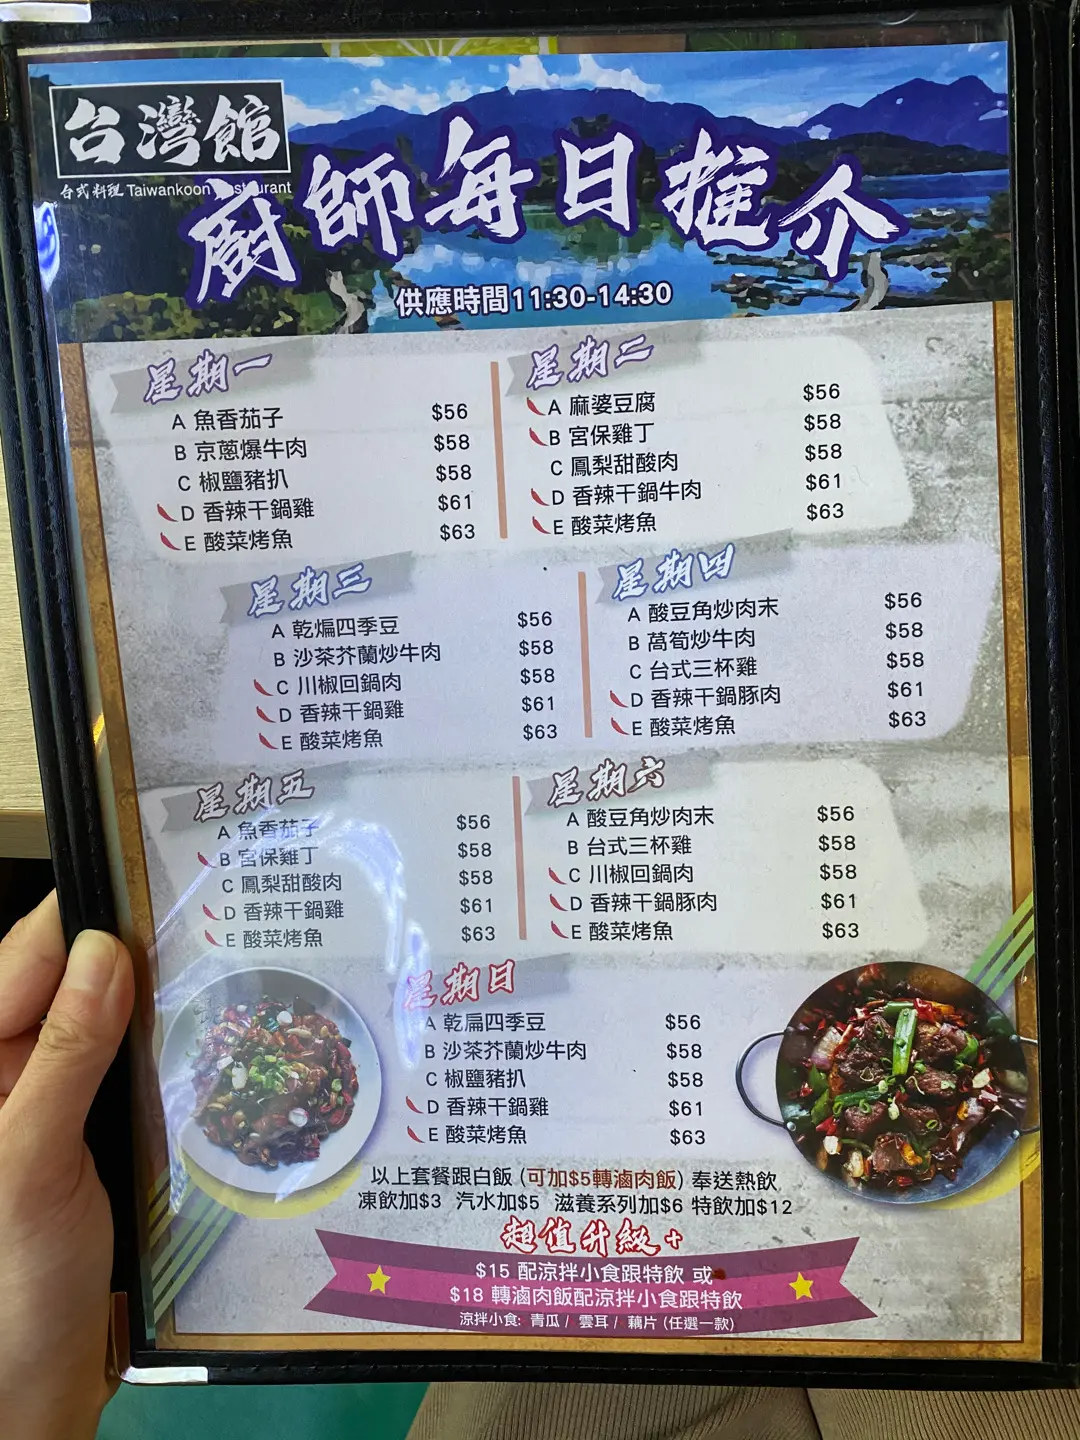 台灣館
台式料理 Taiwankoon Restaurant
廚師每日推介
供應時間11:30-14:30
星期一
A 魚香茄子 $56
B 京蔥爆牛肉 $58
C 椒鹽豬扒 $58
D 香辣干鍋雞 $61
E 酸菜烤魚 $63
星期二
A 麻婆豆腐 $56
B 宮保雞丁 $58
C 鳳梨甜酸肉 $58
D 香辣干鍋牛肉 $61
E 酸菜烤魚 $63
星期三
A 乾煸四季豆 $56
B 沙茶芥蘭炒牛肉 $58
C 川椒回鍋肉 $58
D 香辣干鍋雞 $61
E 酸菜烤魚 $63
星期四
A 酸豆角炒肉末 $56
B 萵筍炒牛肉 $58
C 台式三杯雞 $58
D 香辣干鍋豚肉 $61
E 酸菜烤魚 $63
星期五
A 魚香茄子 $56
B 宮保雞丁 $58
C 鳳梨甜酸肉 $58
D 香辣干鍋雞 $61
E 酸菜烤魚 $63
星期六
A 酸豆角炒肉末 $56
B 台式三杯雞 $58
C 川椒回鍋肉 $58
D 香辣干鍋豚肉 $61
E 酸菜烤魚 $63
星期日
A 乾扁四季豆 $56
B 沙茶芥蘭炒牛肉 $58
C 椒鹽豬扒 $58
D 香辣干鍋雞 $61
E 酸菜烤魚 $63
以上套餐跟白飯 (可加$5轉滷肉飯) 奉送熱飲
凍飲加$3 汽水加$5 滋養系列加$6 特飲加$12
超值升級+
$15 配涼拌小食跟特飲 或
$18 轉滷肉飯配涼拌小食跟特飲
涼拌小食: 青瓜 / 雲耳 / 藕片 (任選一款)